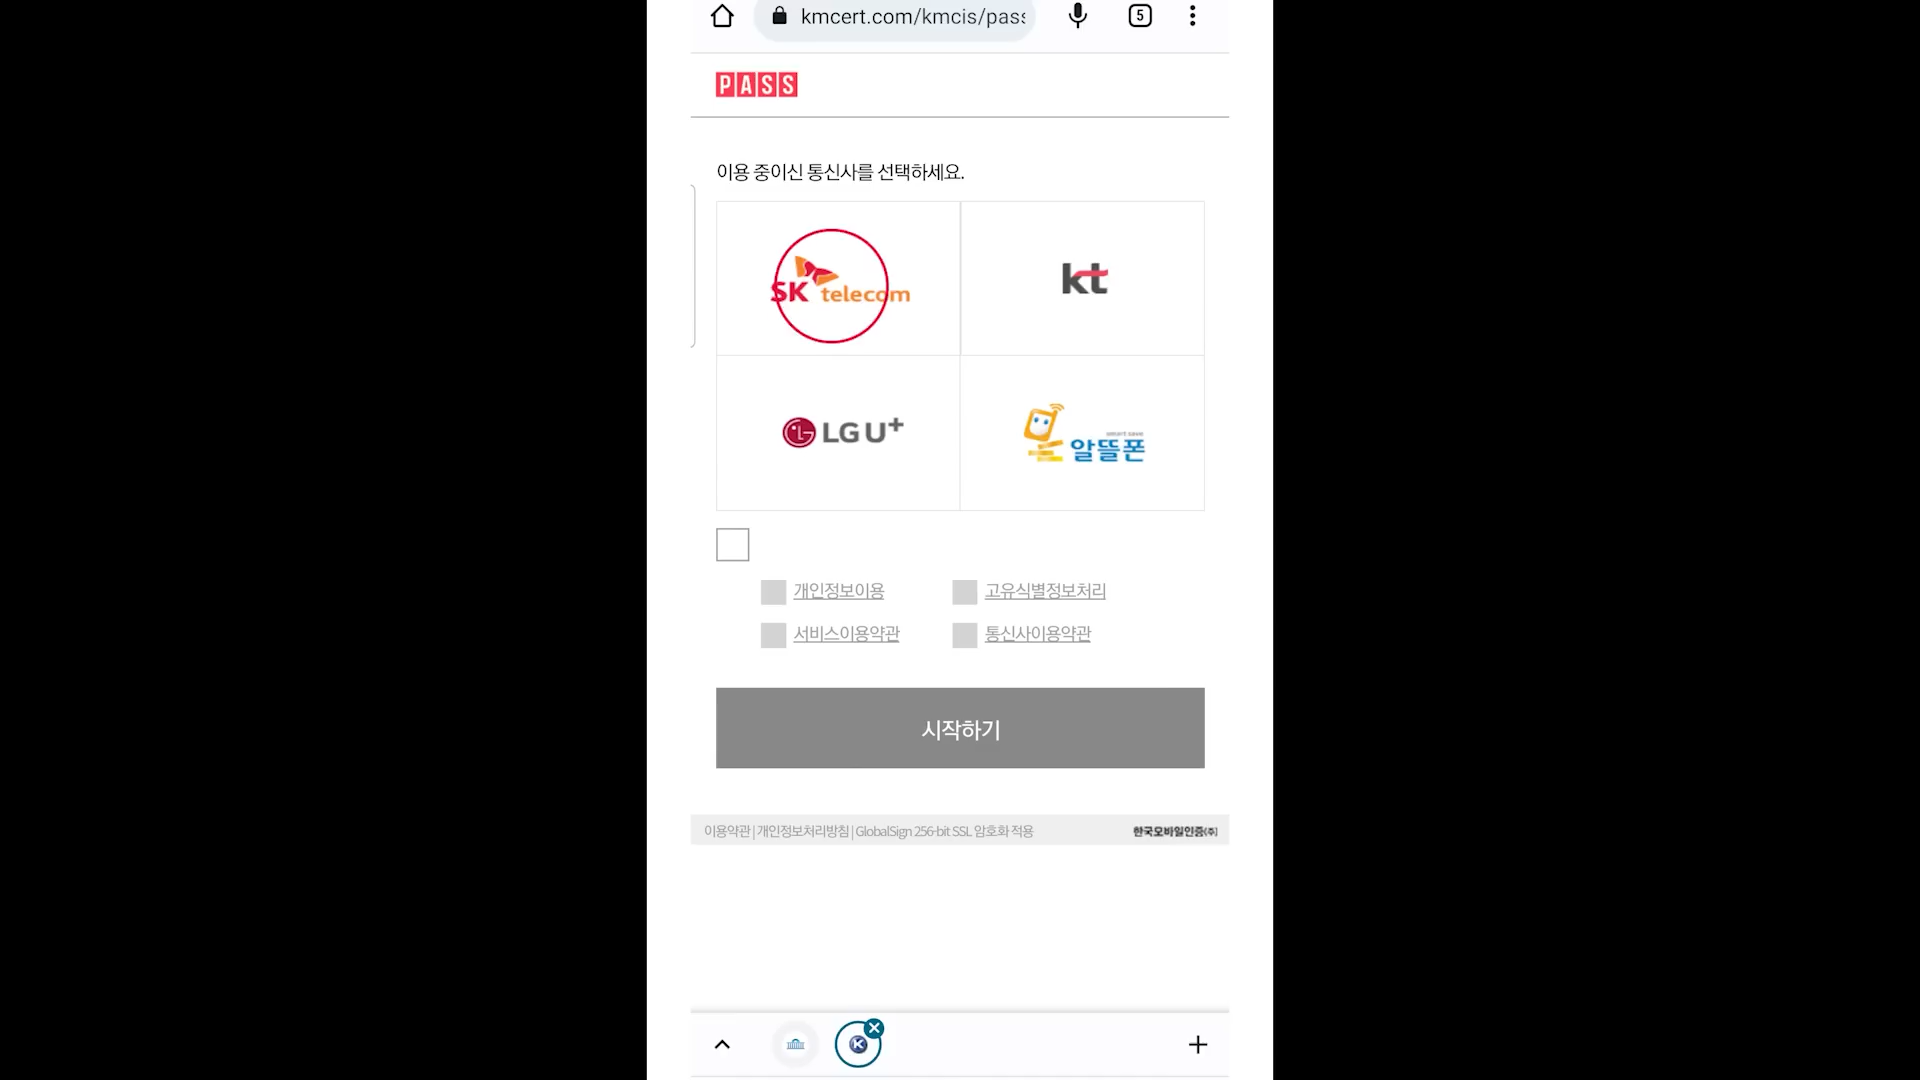 kmcert.com/kmcis/pass
5
PASS
이용 중이신 통신사를 선택하세요.
SK telecom
kt
LG U+
smart save
알뜰폰
개인정보이용
고유식별정보처리
서비스이용약관
통신사이용약관
시작하기
이용약관 | 개인정보처리방침 | GlobalSign 256-bit SSL 암호화 적용
한국모바일인증(주)
K